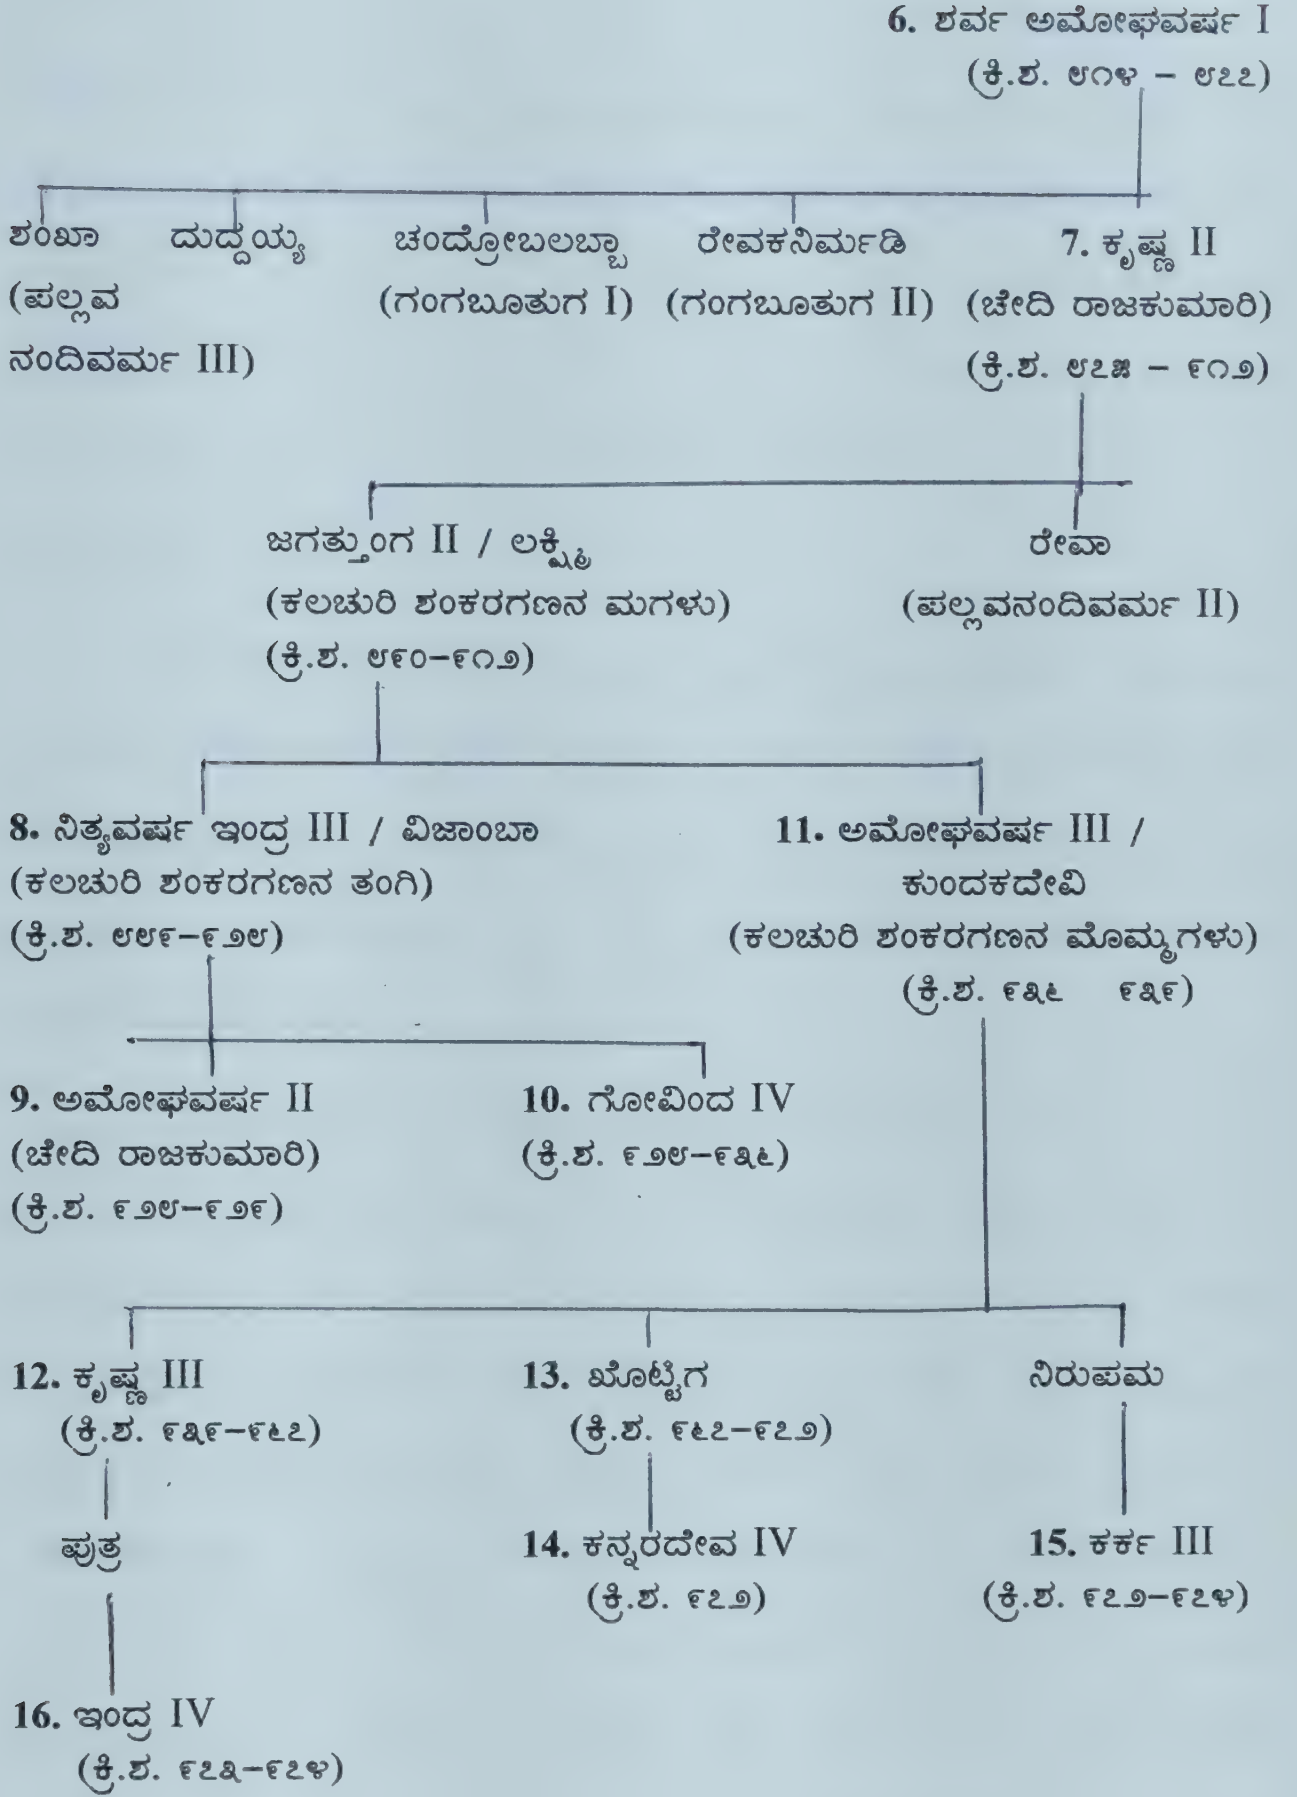 6. ಶರ್ವ ಅಮೋಘವರ್ಷ I
(ಕ್ರಿ.ಶ. ೮೧೪ – ೮೭೭)
ಶಂಖಾ ದುದ್ದಯ್ಯ ಚಂದ್ರೋಬಲಬ್ಬಾ ರೇವಕನಿರ್ಮಡಿ 7. ಕೃಷ್ಣ II
(ಪಲ್ಲವ (ಗಂಗಬೂತುಗ I) (ಗಂಗಬೂತುಗ II) (ಚೇದಿ ರಾಜಕುಮಾರಿ)
ನಂದಿವರ್ಮ III) (ಕ್ರಿ.ಶ. ೮೭೫ – ೯೧೨)
ಜಗತ್ತುಂಗ II / ಲಕ್ಷ್ಮಿ ರೇವಾ
(ಕಲಚುರಿ ಶಂಕರಗಣನ ಮಗಳು) (ಪಲ್ಲವನಂದಿವರ್ಮ II)
(ಕ್ರಿ.ಶ. ೮೯೦–೯೧೨)
8. ನಿತ್ಯವರ್ಷ ಇಂದ್ರ III / ವಿಜಾಂಬಾ 11. ಅಮೋಘವರ್ಷ III /
(ಕಲಚುರಿ ಶಂಕರಗಣನ ತಂಗಿ) ಕುಂದಕದೇವಿ
(ಕ್ರಿ.ಶ. ೮೮೯–೯೨೮) (ಕಲಚುರಿ ಶಂಕರಗಣನ ಮೊಮ್ಮಗಳು)
(ಕ್ರಿ.ಶ. ೯೩೬ ೯೩೯)
9. ಅಮೋಘವರ್ಷ II 10. ಗೋವಿಂದ IV
(ಚೇದಿ ರಾಜಕುಮಾರಿ) (ಕ್ರಿ.ಶ. ೯೨೮–೯೩೬)
(ಕ್ರಿ.ಶ. ೯೨೮–೯೨೯)
12. ಕೃಷ್ಣ III 13. ಖೊಟ್ಟಿಗ ನಿರುಪಮ
(ಕ್ರಿ.ಶ. ೯೩೯–೯೬೭) (ಕ್ರಿ.ಶ. ೯೬೭–೯೭೨)
ಪುತ್ರ 14. ಕನ್ನರದೇವ IV 15. ಕರ್ಕ III
(ಕ್ರಿ.ಶ. ೯೭೨) (ಕ್ರಿ.ಶ. ೯೭೨–೯೭೪)
16. ಇಂದ್ರ IV
(ಕ್ರಿ.ಶ. ೯೭೩–೯೭೪)